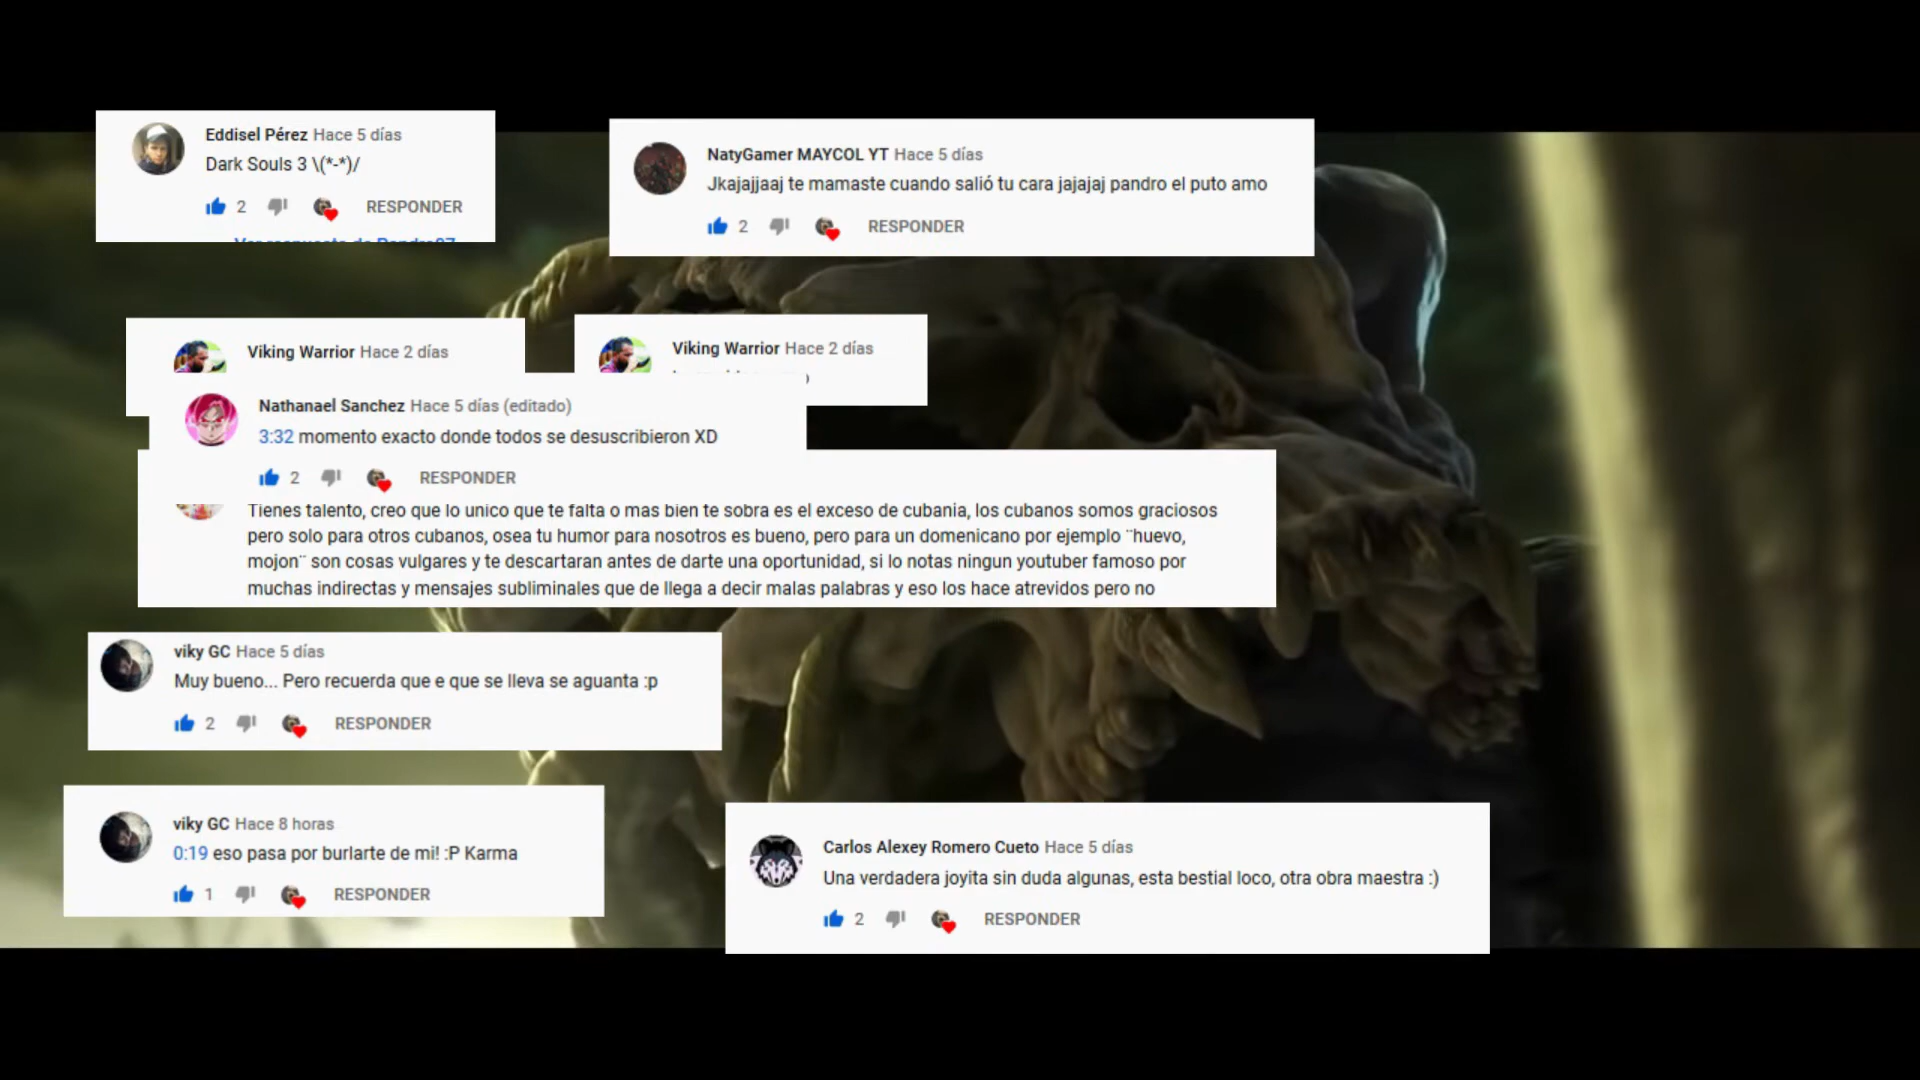 Eddisel Pérez Hace 5 días
Dark Souls 3 \(*-*)/
2 RESPONDER
NatyGamer MAYCOL YT Hace 5 días
Jkajajjaaj te mamaste cuando salió tu cara jajajaj pandro el puto amo
2 RESPONDER
Viking Warrior Hace 2 días
Viking Warrior Hace 2 días
Nathanael Sanchez Hace 5 días (editado)
3:32 momento exacto donde todos se desuscribieron XD
2 RESPONDER
Tienes talento, creo que lo unico que te falta o mas bien te sobra es el exceso de cubania, los cubanos somos graciosos
pero solo para otros cubanos, osea tu humor para nosotros es bueno, pero para un domenicano por ejemplo ¨huevo,
mojon¨ son cosas vulgares y te descartaran antes de darte una oportunidad, si lo notas ningun youtuber famoso por
muchas indirectas y mensajes subliminales que de llega a decir malas palabras y eso los hace atrevidos pero no
viky GC Hace 5 días
Muy bueno... Pero recuerda que e que se lleva se aguanta :p
2 RESPONDER
viky GC Hace 8 horas
0:19 eso pasa por burlarte de mi! :P Karma
1 RESPONDER
Carlos Alexey Romero Cueto Hace 5 días
Una verdadera joyita sin duda algunas, esta bestial loco, otra obra maestra :)
2 RESPONDER